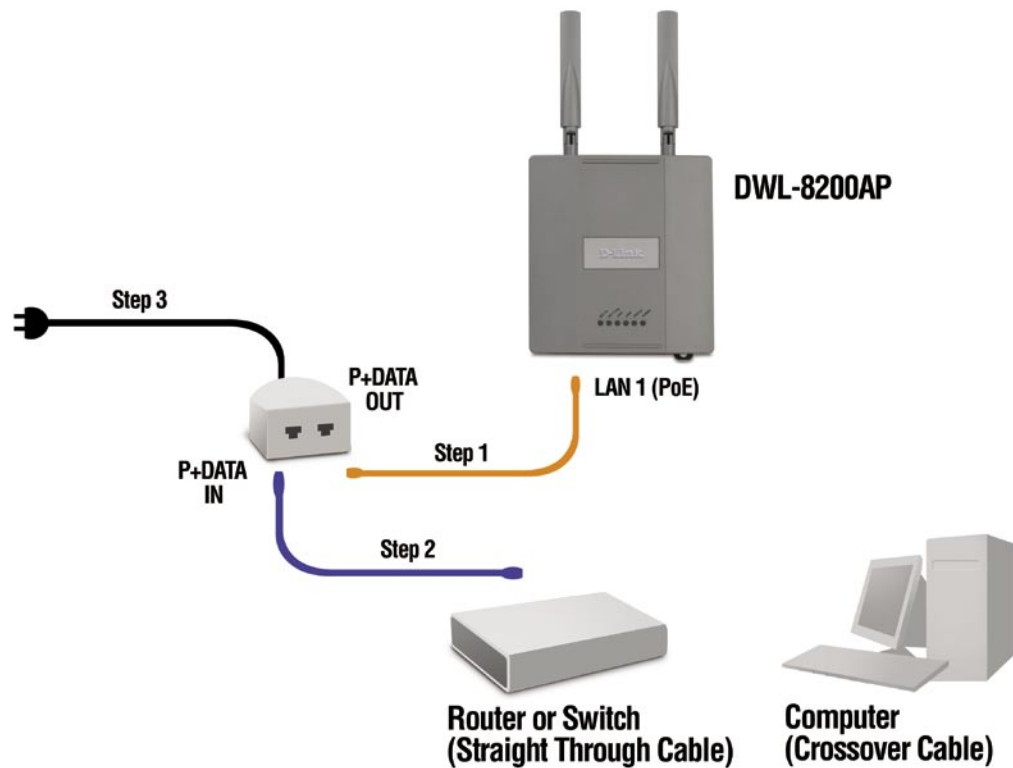 DWL-8200AP
D-Link
Step 3
P+DATA
OUT
LAN 1 (PoE)
Step 1
P+DATA
IN
Step 2
Router or Switch
(Straight Through Cable)
Computer
(Crossover Cable)